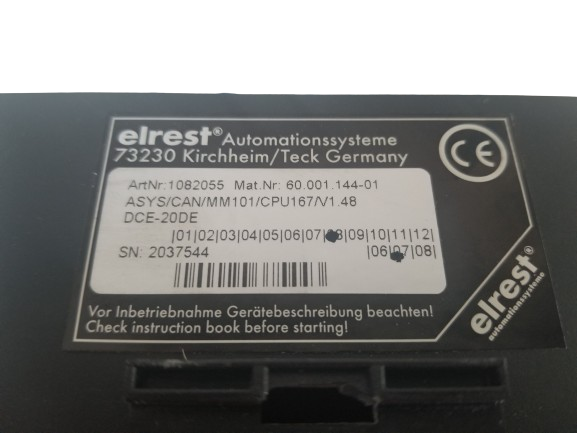 elrest® Automationssysteme
73230 Kirchheim/Teck Germany
CE
ArtNr:1082055 Mat.Nr: 60.001.144-01
ASYS/CAN/MM101/CPU167/V1.48
DCE-20DE
|01|02|03|04|05|06|07| |09|10|11|12|
SN: 2037544 |06|07|08|
Vor Inbetriebnahme Gerätebeschreibung beachten!
Check instruction book before starting!
elrest®
automationssysteme